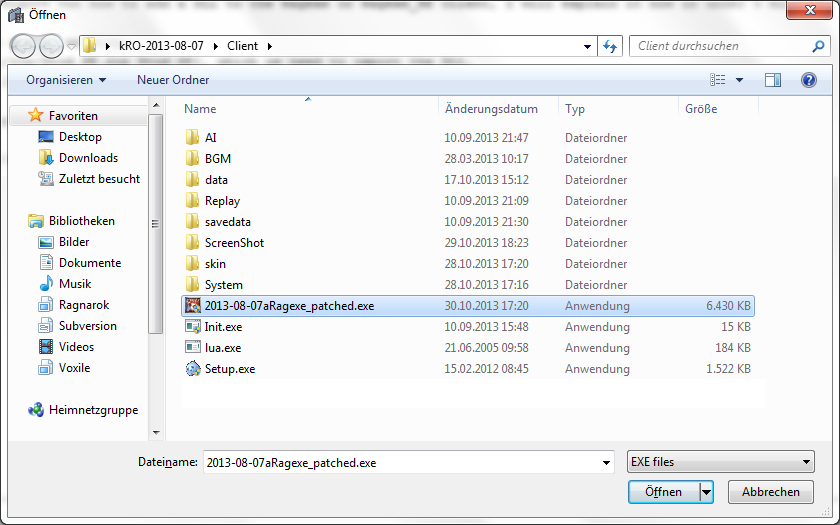 Öffnen
kRO-2013-08-07 Client
Client durchsuchen
Organisieren Neuer Ordner
Name Änderungsdatum Typ Größe
Favoriten
Desktop
Downloads
Zuletzt besucht
Bibliotheken
Bilder
Dokumente
Musik
Ragnarok
Subversion
Videos
Voxile
Heimnetzgruppe
AI 10.09.2013 21:47 Dateiordner
BGM 28.03.2013 10:17 Dateiordner
data 17.10.2013 15:12 Dateiordner
Replay 10.09.2013 21:09 Dateiordner
savedata 10.09.2013 21:30 Dateiordner
ScreenShot 29.10.2013 18:23 Dateiordner
skin 28.10.2013 17:20 Dateiordner
System 28.10.2013 17:16 Dateiordner
2013-08-07aRagexe_patched.exe 30.10.2013 17:20 Anwendung 6.430 KB
Init.exe 10.09.2013 15:48 Anwendung 15 KB
lua.exe 21.06.2005 09:58 Anwendung 184 KB
Setup.exe 15.02.2012 08:45 Anwendung 1.522 KB
Dateiname: 2013-08-07aRagexe_patched.exe EXE files
Öffnen Abbrechen